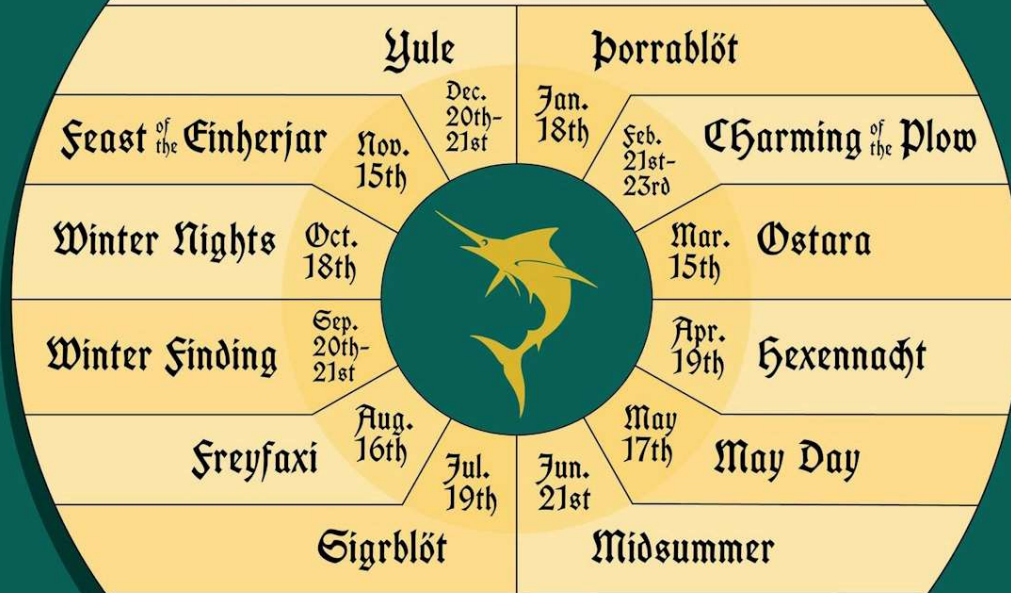 Yule
Dec.
20th-
21st
Þorrablöt
Jan.
18th
Feast of the Einherjar
Nov.
15th
Feb.
21st-
23rd
CHarming of the Plow
Winter Nights
Oct.
18th
Mar.
15th
Ostara
Winter Finding
Sep.
20th-
21st
Apr.
19th
Hexennacht
Freyfaxi
Aug.
16th
May
17th
May Day
Sigrblöt
Jul.
19th
Jun.
21st
Midsummer